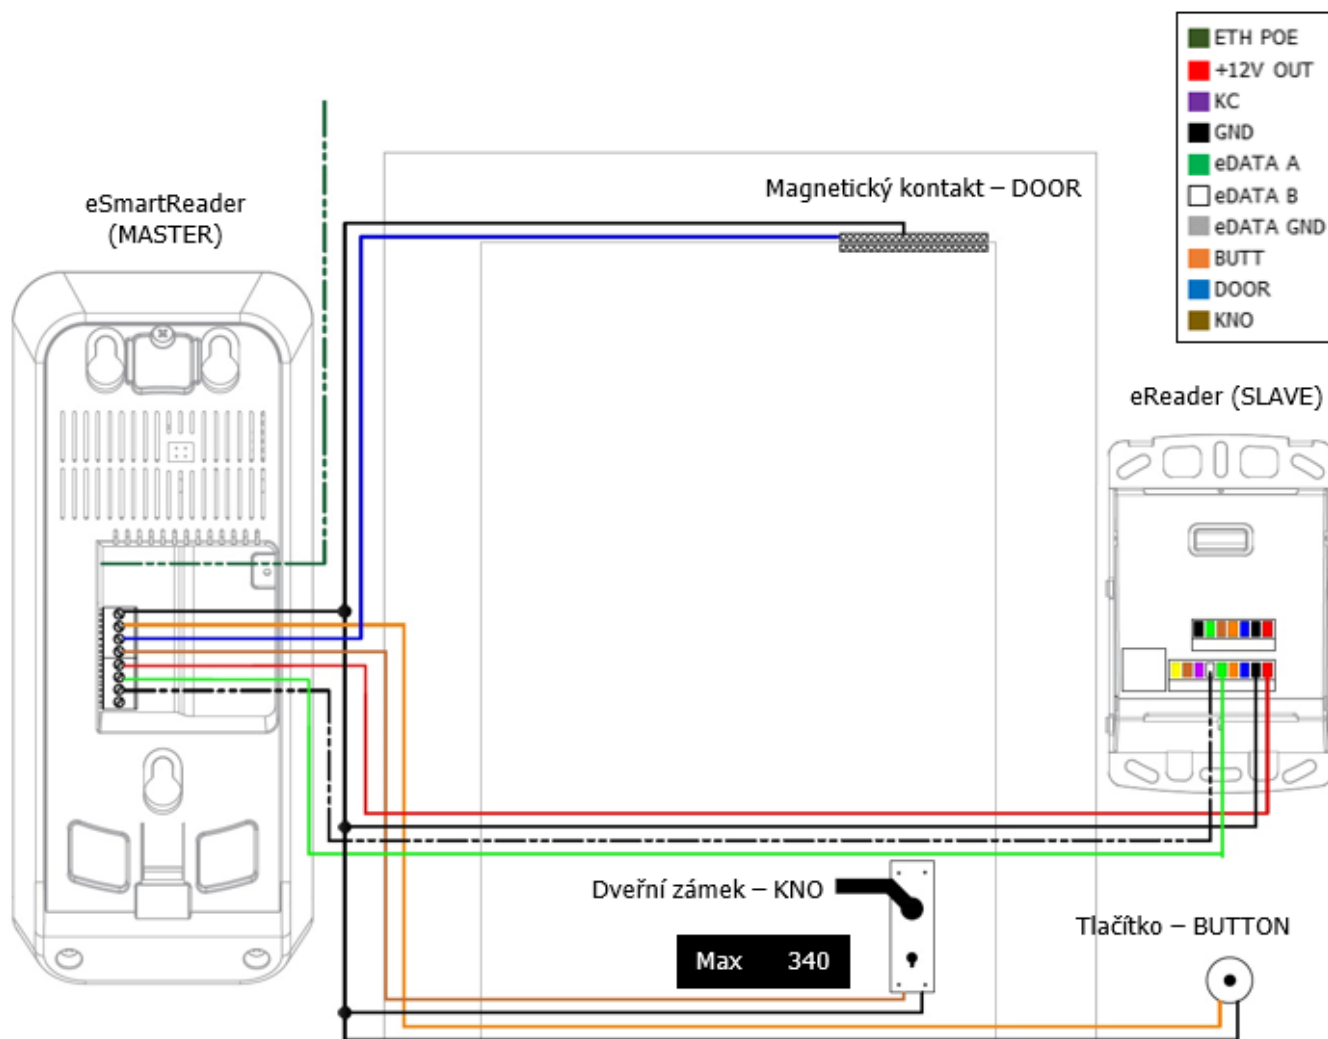 ETH POE
+12V OUT
KC
GND
eDATA A
eDATA B
eDATA GND
BUTT
DOOR
KNO
Magnetický kontakt – DOOR
eSmartReader
(MASTER)
eReader (SLAVE)
Dveřní zámek – KNO
Max 340
Tlačítko – BUTTON